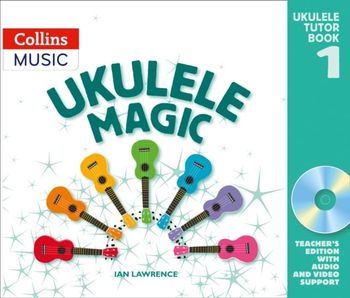 Collins
MUSIC
UKULELE
MAGIC
IAN LAWRENCE
UKULELE
TUTOR
BOOK
1
TEACHER'S
EDITION WITH
AUDIO
AND VIDEO
SUPPORT